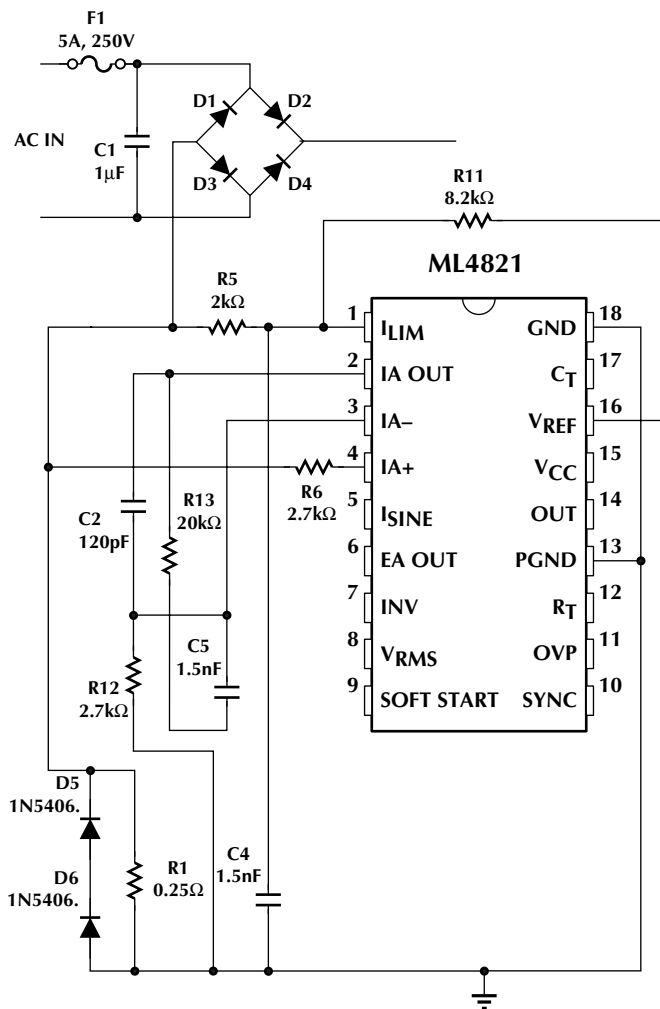 F1
5A, 250V
D1
D2
AC IN
C1
1µF
D3
D4
R11
8.2kΩ
ML4821
R5
2kΩ
1
ILIM
GND
18
2
IA OUT
CT
17
3
IA–
VREF
16
4
IA+
VCC
15
R6
2.7kΩ
5
ISINE
OUT
14
6
EA OUT
PGND
13
7
INV
RT
12
8
VRMS
OVP
11
9
SOFT START
SYNC
10
C2
120pF
R13
20kΩ
C5
1.5nF
R12
2.7kΩ
D5
1N5406.
D6
1N5406.
R1
0.25Ω
C4
1.5nF